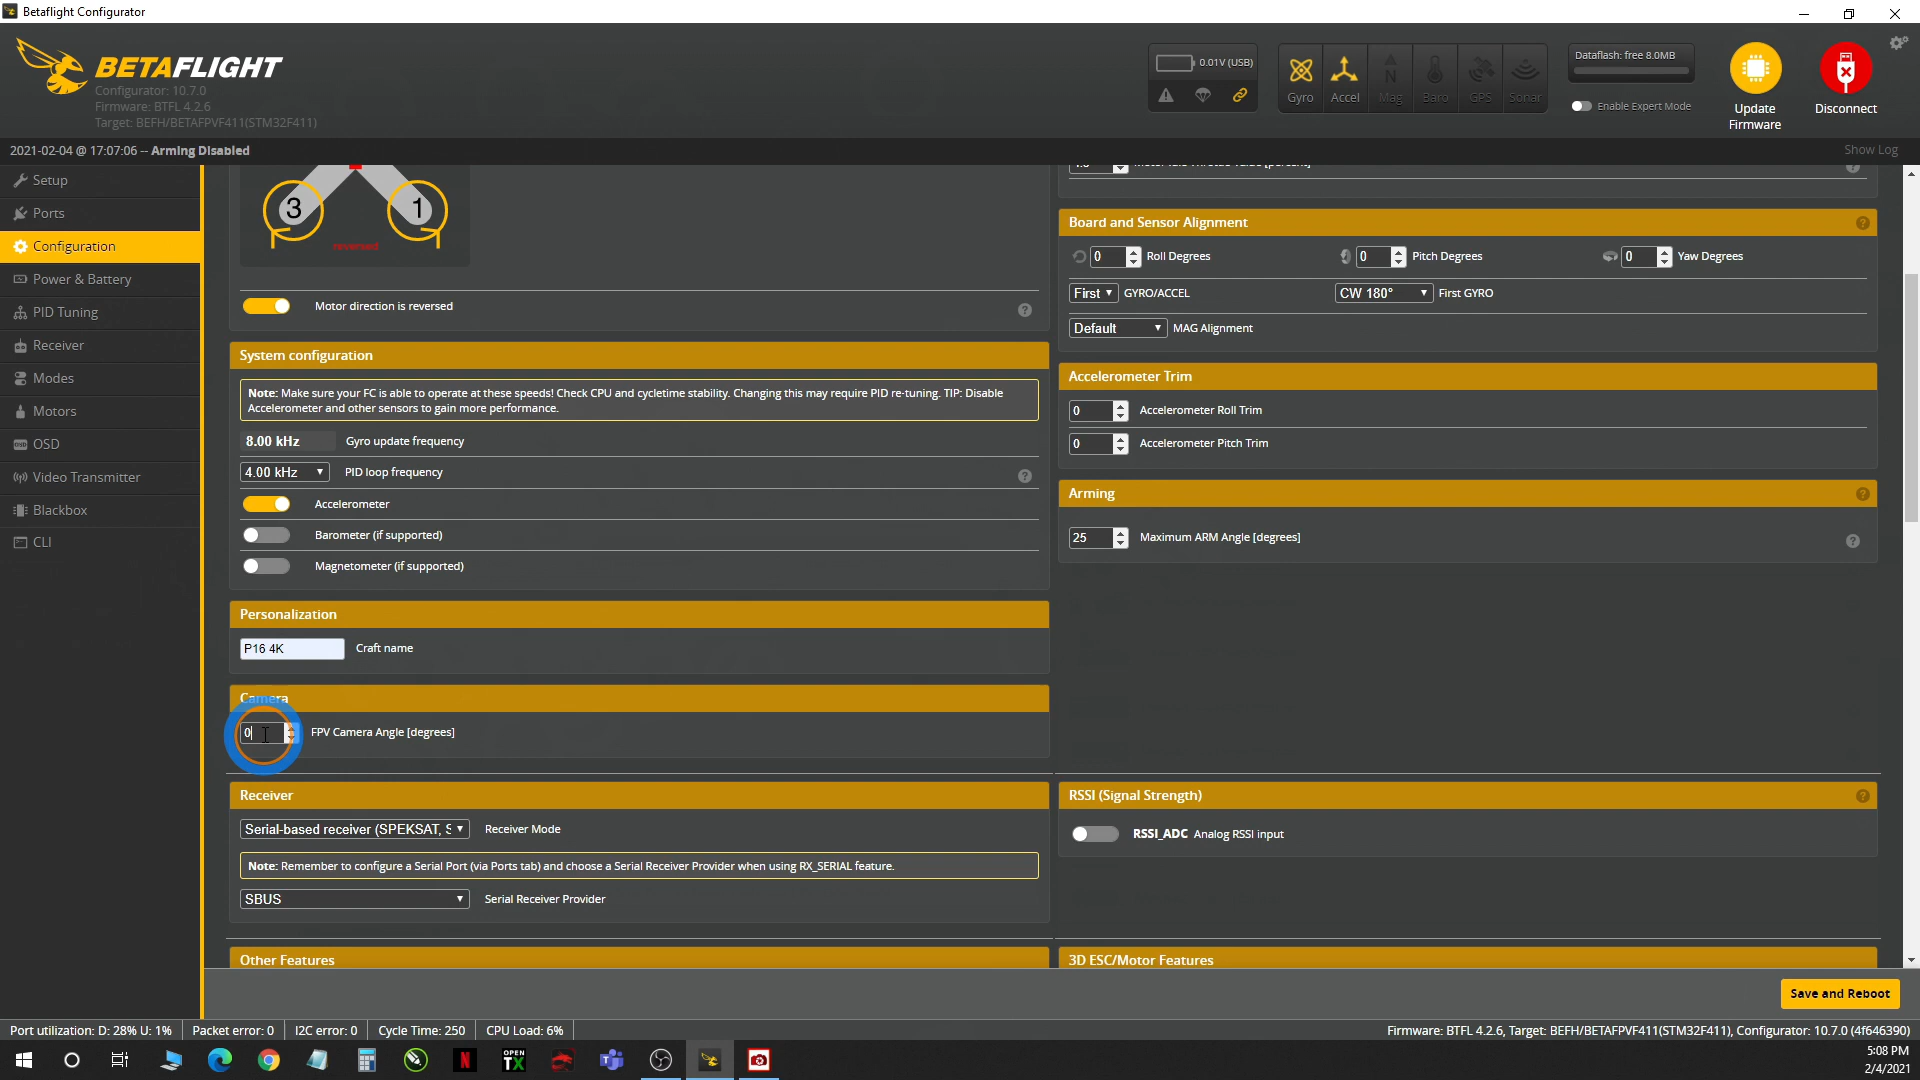 Betaflight Configurator
BETAFLIGHT
Configurator: 10.7.0
Firmware: BTFL 4.2.6
Target: BEFH/BETAFPVF411(STM32F411)
0.01V (USB)
Gyro
Accel
Mag
Baro
GPS
Sonar
Dataflash: free 8.0MB
Enable Expert Mode
Update
Firmware
Disconnect
2021-02-04 @ 17:07:06 -- Arming Disabled
Show Log
Setup
Ports
Configuration
Power & Battery
PID Tuning
Receiver
Modes
Motors
OSD
Video Transmitter
Blackbox
CLI
3
1
reversed
Motor direction is reversed
System configuration
Note: Make sure your FC is able to operate at these speeds! Check CPU and cycletime stability. Changing this may require PID re-tuning. TIP: Disable
Accelerometer and other sensors to gain more performance.
8.00 kHz Gyro update frequency
4.00 kHz PID loop frequency
Accelerometer
Barometer (if supported)
Magnetometer (if supported)
Personalization
P16 4K Craft name
Camera
0 FPV Camera Angle [degrees]
Receiver
Serial-based receiver (SPEKSAT, S Receiver Mode
Note: Remember to configure a Serial Port (via Ports tab) and choose a Serial Receiver Provider when using RX_SERIAL feature.
SBUS Serial Receiver Provider
Other Features
Board and Sensor Alignment
0 Roll Degrees
0 Pitch Degrees
0 Yaw Degrees
First GYRO/ACCEL
CW 180° First GYRO
Default MAG Alignment
Accelerometer Trim
0 Accelerometer Roll Trim
0 Accelerometer Pitch Trim
Arming
25 Maximum ARM Angle [degrees]
RSSI (Signal Strength)
RSSI_ADC Analog RSSI input
3D ESC/Motor Features
Save and Reboot
Port utilization: D: 28% U: 1%
Packet error: 0
I2C error: 0
Cycle Time: 250
CPU Load: 6%
Firmware: BTFL 4.2.6, Target: BEFH/BETAFPVF411(STM32F411), Configurator: 10.7.0 (4f646390)
OPEN
TX
5:08 PM
2/4/2021